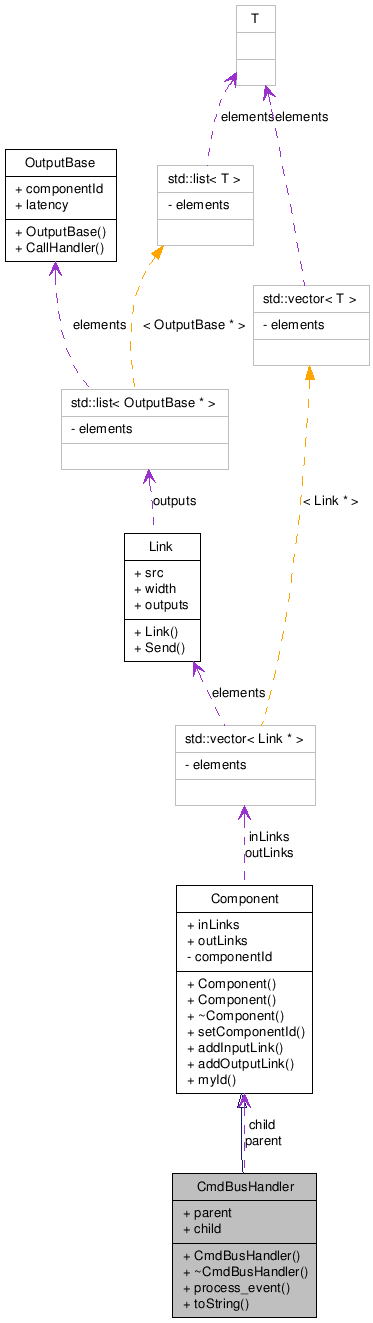 T
elements
elements
OutputBase
+ componentId
+ latency
+ OutputBase()
+ CallHandler()
std::list< T >
- elements
std::vector< T >
- elements
elements
< OutputBase * >
std::list< OutputBase * >
- elements
outputs
< Link * >
Link
+ src
+ width
+ outputs
+ Link()
+ Send()
elements
std::vector< Link * >
- elements
inLinks
outLinks
Component
+ inLinks
+ outLinks
- componentId
+ Component()
+ Component()
+ ~Component()
+ setComponentId()
+ addInputLink()
+ addOutputLink()
+ myId()
child
parent
CmdBusHandler
+ parent
+ child
+ CmdBusHandler()
+ ~CmdBusHandler()
+ process_event()
+ toString()